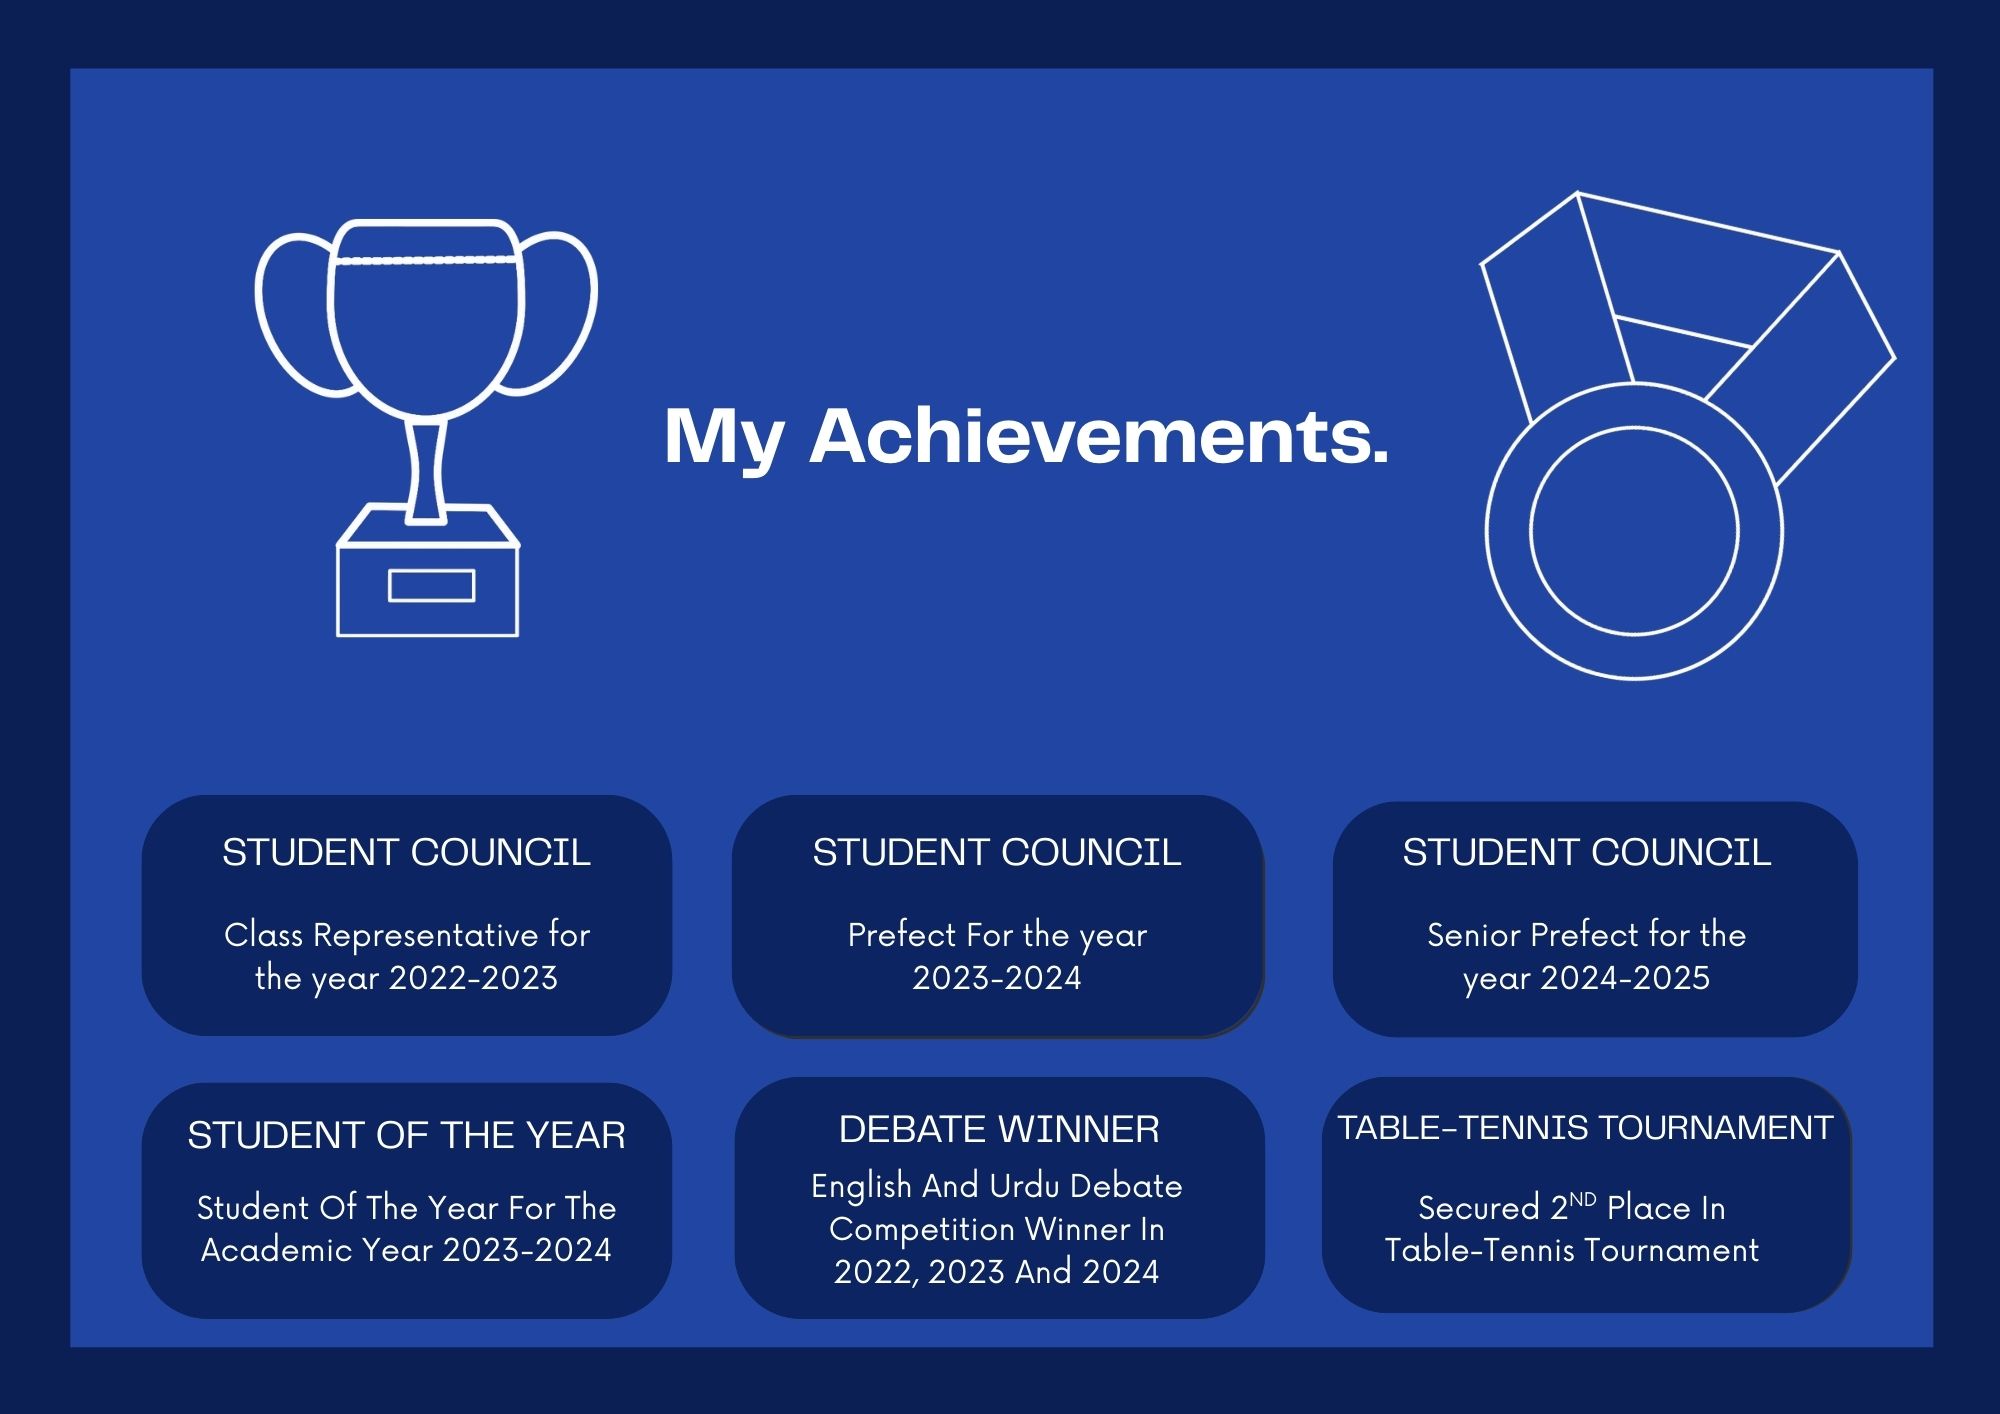 My Achievements.
STUDENT COUNCIL
Class Representative for
the year 2022-2023
STUDENT COUNCIL
Prefect For the year
2023-2024
STUDENT COUNCIL
Senior Prefect for the
year 2024-2025
STUDENT OF THE YEAR
Student Of The Year For The
Academic Year 2023-2024
DEBATE WINNER
English And Urdu Debate
Competition Winner In
2022, 2023 And 2024
TABLE-TENNIS TOURNAMENT
Secured 2ND Place In
Table-Tennis Tournament